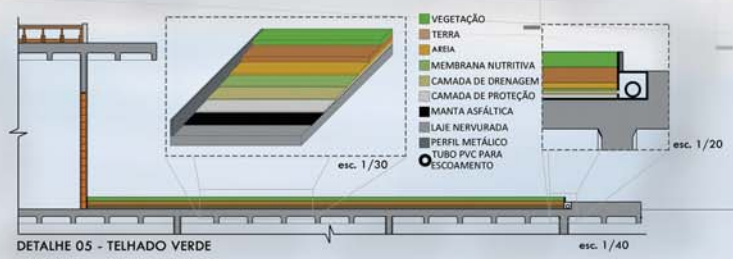 VEGETAÇÃO
TERRA
AREIA
MEMBRANA NUTRITIVA
CAMADA DE DRENAGEM
CAMADA DE PROTEÇÃO
MANTA ASFÁLTICA
LAJE NERVURADA
PERFIL METÁLICO
TUBO PVC PARA
ESCOAMENTO
esc. 1/30
esc. 1/20
DETALHE 05 - TELHADO VERDE
esc. 1/40